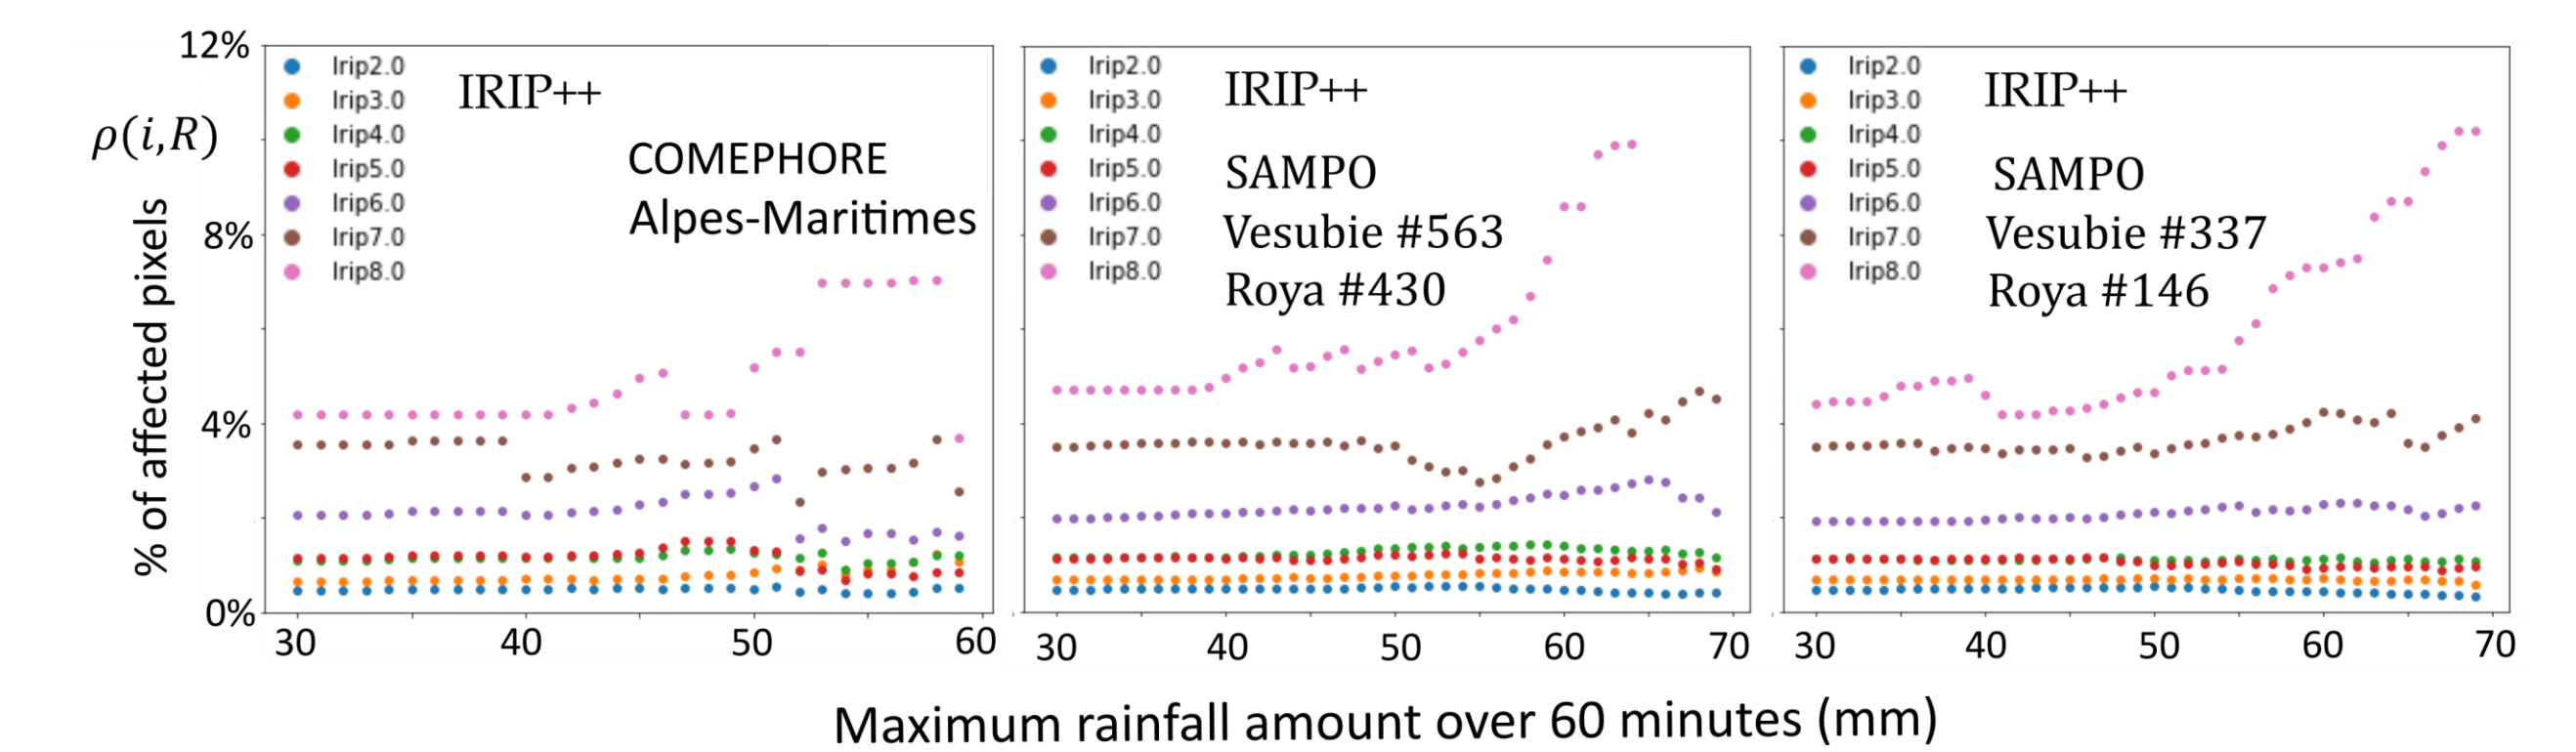 12%
8%
4%
0%
ρ(i,R)
% of affected pixels
Irip2.0
Irip3.0
Irip4.0
Irip5.0
Irip6.0
Irip7.0
Irip8.0
IRIP++
COMEPHORE
Alpes-Maritimes
30 40 50 60
Irip2.0
Irip3.0
Irip4.0
Irip5.0
Irip6.0
Irip7.0
Irip8.0
IRIP++
SAMPO
Vesubie #563
Roya #430
30 40 50 60 70
Irip2.0
Irip3.0
Irip4.0
Irip5.0
Irip6.0
Irip7.0
Irip8.0
IRIP++
SAMPO
Vesubie #337
Roya #146
30 40 50 60 70
Maximum rainfall amount over 60 minutes (mm)